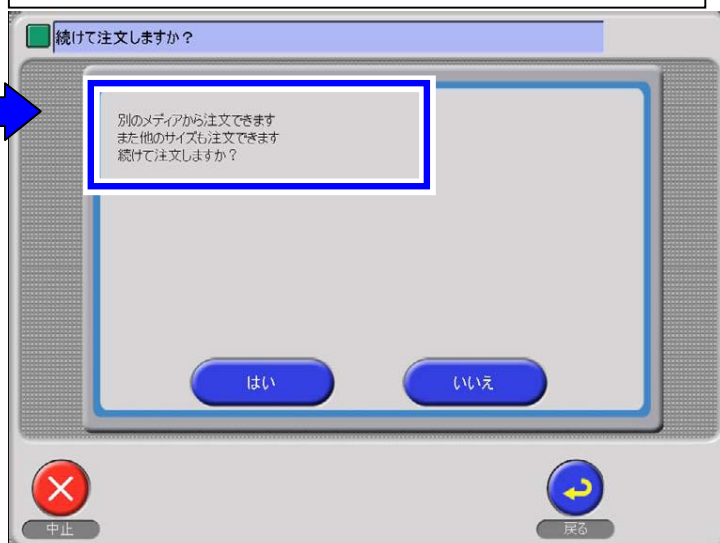 続けて注文しますか？
別のメディアから注文できます
また他のサイズも注文できます
続けて注文しますか？
はい
いいえ
中止
戻る